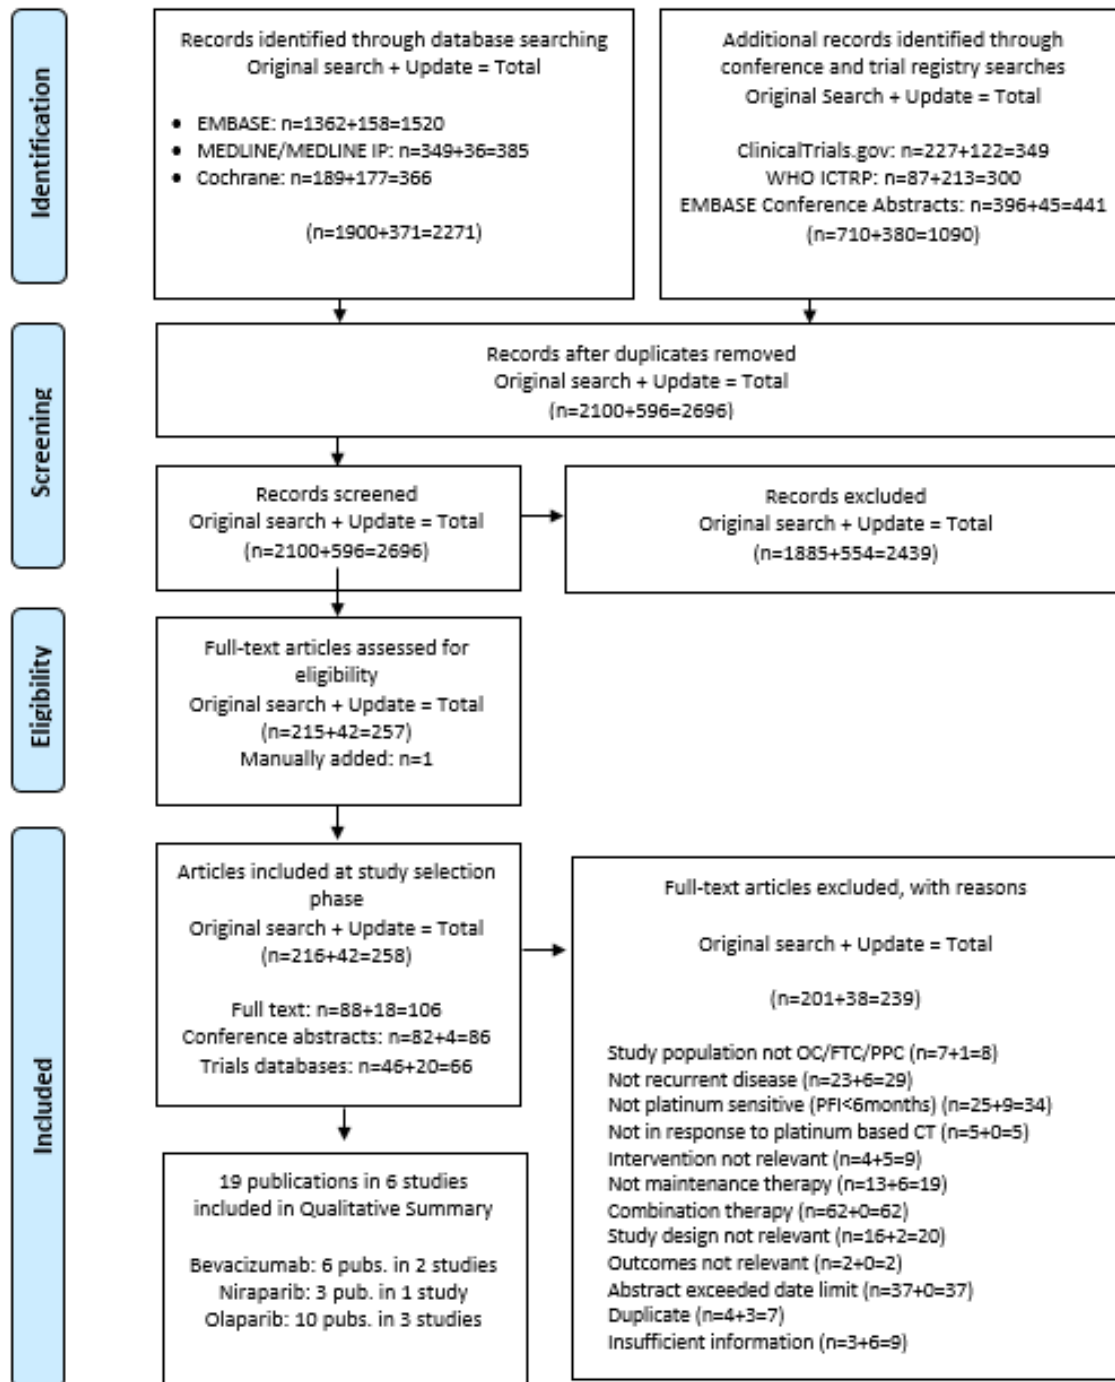 Identification
Records identified through database searching
Original search + Update = Total
• EMBASE: n=1362+158=1520
• MEDLINE/MEDLINE IP: n=349+36=385
• Cochrane: n=189+177=366
(n=1900+371=2271)
Additional records identified through
conference and trial registry searches
Original Search + Update = Total
ClinicalTrials.gov: n=227+122=349
WHO ICTRP: n=87+213=300
EMBASE Conference Abstracts: n=396+45=441
(n=710+380=1090)
Screening
Records after duplicates removed
Original search + Update = Total
(n=2100+596=2696)
Records screened
Original search + Update = Total
(n=2100+596=2696)
Records excluded
Original search + Update = Total
(n=1885+554=2439)
Eligibility
Full-text articles assessed for
eligibility
Original search + Update = Total
(n=215+42=257)
Manually added: n=1
Included
Articles included at study selection
phase
Original search + Update = Total
(n=216+42=258)
Full text: n=88+18=106
Conference abstracts: n=82+4=86
Trials databases: n=46+20=66
Full-text articles excluded, with reasons
Original search + Update = Total
(n=201+38=239)
Study population not OC/FTC/PPC (n=7+1=8)
Not recurrent disease (n=23+6=29)
Not platinum sensitive (PFI<6months) (n=25+9=34)
Not in response to platinum based CT (n=5+0=5)
Intervention not relevant (n=4+5=9)
Not maintenance therapy (n=13+6=19)
Combination therapy (n=62+0=62)
Study design not relevant (n=16+2=20)
Outcomes not relevant (n=2+0=2)
Abstract exceeded date limit (n=37+0=37)
Duplicate (n=4+3=7)
Insufficient information (n=3+6=9)
19 publications in 6 studies
included in Qualitative Summary
Bevacizumab: 6 pubs. in 2 studies
Niraparib: 3 pub. in 1 study
Olaparib: 10 pubs. in 3 studies